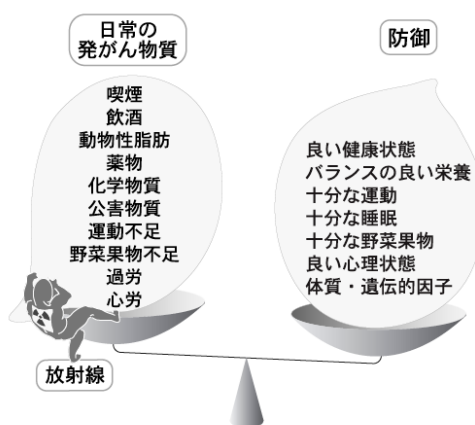 日常の
発がん物質
喫煙
飲酒
動物性脂肪
薬物
化学物質
公害物質
運動不足
野菜果物不足
過労
心労
放射線
防御
良い健康状態
バランスの良い栄養
十分な運動
十分な睡眠
十分な野菜果物
良い心理状態
体質・遺伝的因子